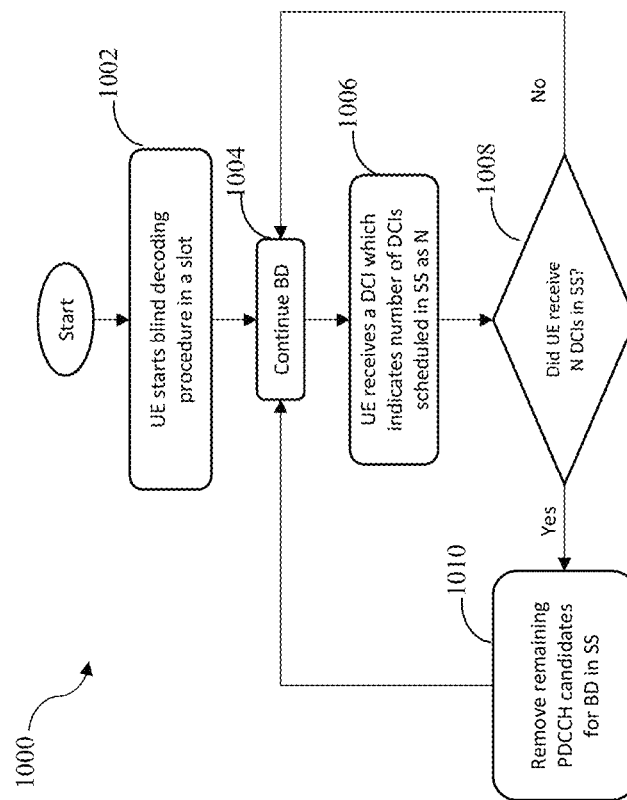 1000
Start
1002
UE starts blind decoding
procedure in a slot
1004
Continue BD
1006
UE receives a DCI which
indicates number of DCIs
scheduled in SS as N
1008
Did UE receive
N DCIs in SS?
No
Yes
1010
Remove remaining
PDCCH candidates
for BD in SS